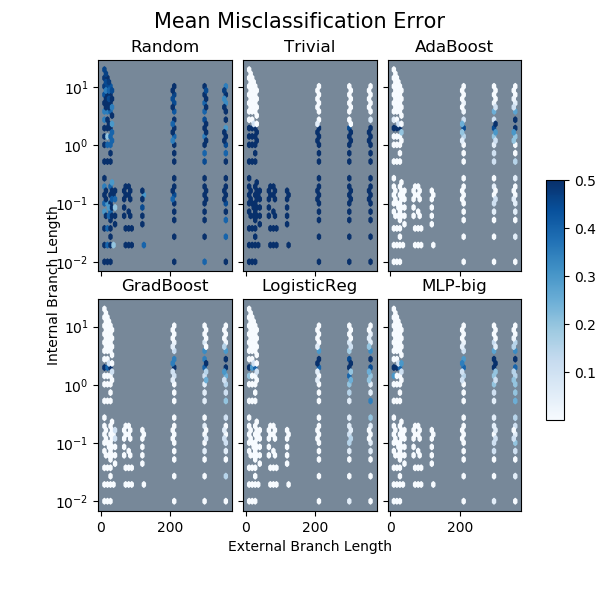 Mean Misclassification Error
Random
Trivial
AdaBoost
10¹
10⁰
10⁻¹
10⁻²
GradBoost
LogisticReg
MLP-big
10¹
10⁰
10⁻¹
10⁻²
0
200
0
200
0
200
Internal Branch Length
External Branch Length
0.5
0.4
0.3
0.2
0.1